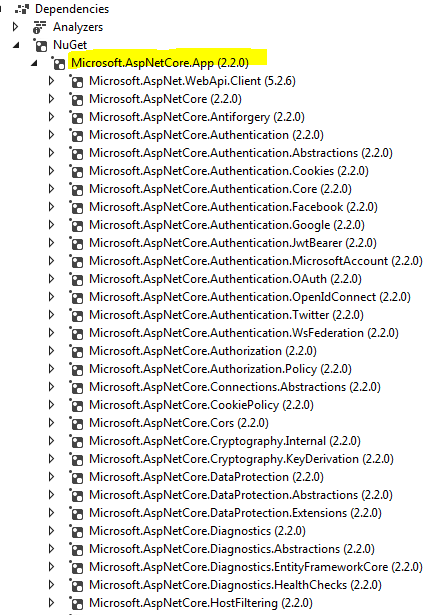 Dependencies
Analyzers
NuGet
Microsoft.AspNetCore.App (2.2.0)
Microsoft.AspNet.WebApi.Client (5.2.6)
Microsoft.AspNetCore (2.2.0)
Microsoft.AspNetCore.Antiforgery (2.2.0)
Microsoft.AspNetCore.Authentication (2.2.0)
Microsoft.AspNetCore.Authentication.Abstractions (2.2.0)
Microsoft.AspNetCore.Authentication.Cookies (2.2.0)
Microsoft.AspNetCore.Authentication.Core (2.2.0)
Microsoft.AspNetCore.Authentication.Facebook (2.2.0)
Microsoft.AspNetCore.Authentication.Google (2.2.0)
Microsoft.AspNetCore.Authentication.JwtBearer (2.2.0)
Microsoft.AspNetCore.Authentication.MicrosoftAccount (2.2.0)
Microsoft.AspNetCore.Authentication.OAuth (2.2.0)
Microsoft.AspNetCore.Authentication.OpenIdConnect (2.2.0)
Microsoft.AspNetCore.Authentication.Twitter (2.2.0)
Microsoft.AspNetCore.Authentication.WsFederation (2.2.0)
Microsoft.AspNetCore.Authorization (2.2.0)
Microsoft.AspNetCore.Authorization.Policy (2.2.0)
Microsoft.AspNetCore.Connections.Abstractions (2.2.0)
Microsoft.AspNetCore.CookiePolicy (2.2.0)
Microsoft.AspNetCore.Cors (2.2.0)
Microsoft.AspNetCore.Cryptography.Internal (2.2.0)
Microsoft.AspNetCore.Cryptography.KeyDerivation (2.2.0)
Microsoft.AspNetCore.DataProtection (2.2.0)
Microsoft.AspNetCore.DataProtection.Abstractions (2.2.0)
Microsoft.AspNetCore.DataProtection.Extensions (2.2.0)
Microsoft.AspNetCore.Diagnostics (2.2.0)
Microsoft.AspNetCore.Diagnostics.Abstractions (2.2.0)
Microsoft.AspNetCore.Diagnostics.EntityFrameworkCore (2.2.0)
Microsoft.AspNetCore.Diagnostics.HealthChecks (2.2.0)
Microsoft.AspNetCore.HostFiltering (2.2.0)